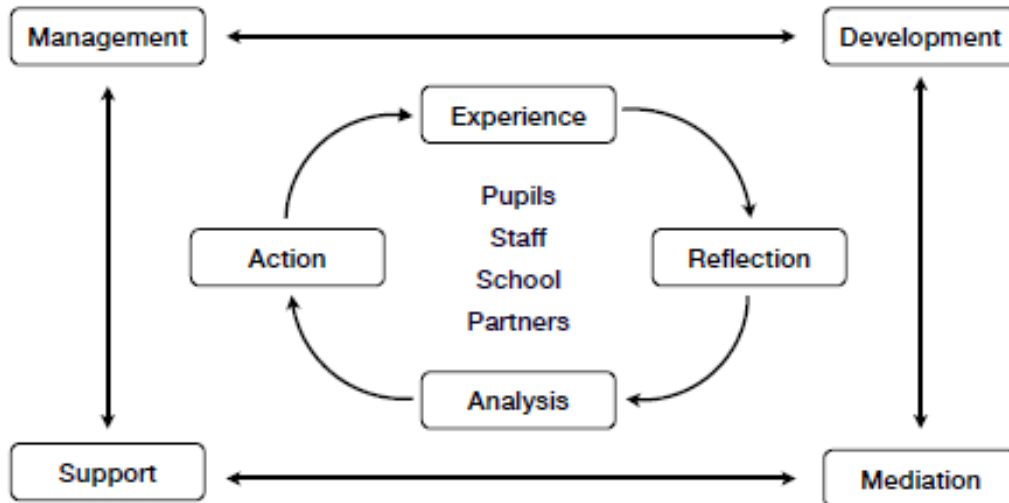 Management
Development
Experience
Pupils
Staff
School
Partners
Action
Reflection
Analysis
Support
Mediation